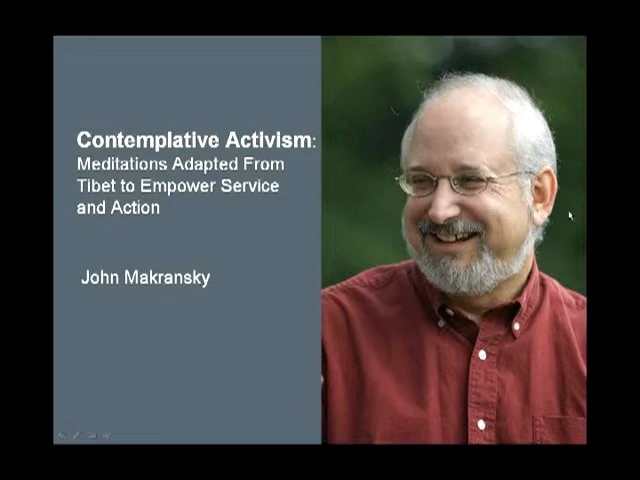 Contemplative Activism:
Meditations Adapted From
Tibet to Empower Service
and Action
John Makransky